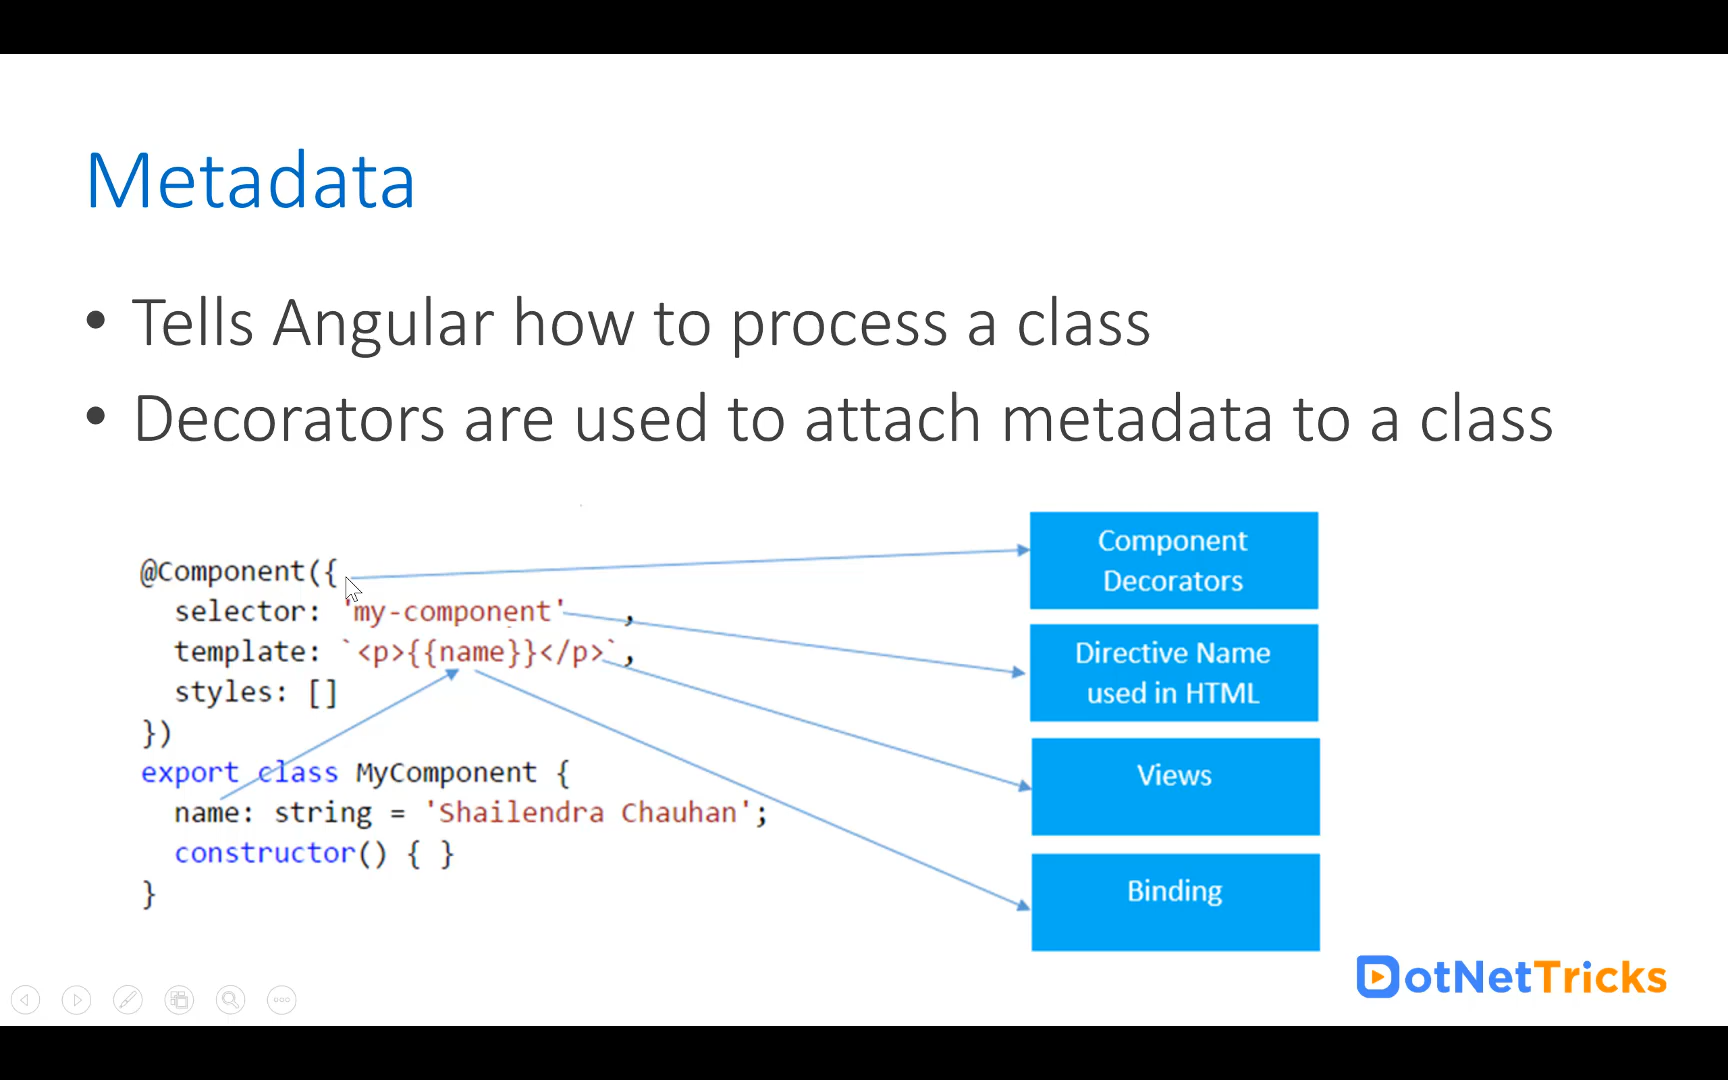 Metadata
• Tells Angular how to process a class
• Decorators are used to attach metadata to a class
@Component({
selector: 'my-component' ,
template: `<p>{{name}}</p>`,
styles: []
})
export class MyComponent {
name: string = 'Shailendra Chauhan';
constructor() { }
}
Component
Decorators
Directive Name
used in HTML
Views
Binding
DotNetTricks